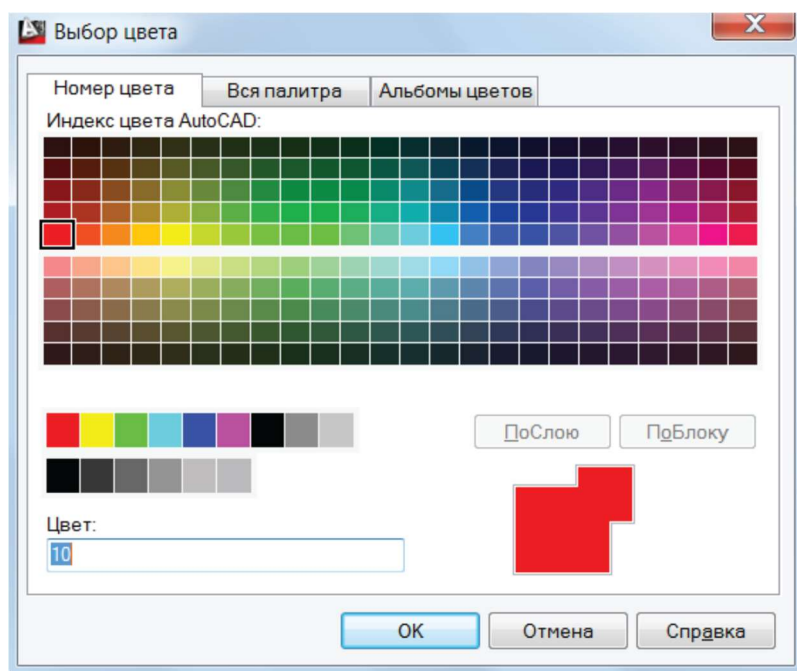 Выбор цвета
Номер цвета Вся палитра Альбомы цветов
Индекс цвета AutoCAD:
ПоСлою ПоБлоку
Цвет:
10
OK Отмена Справка